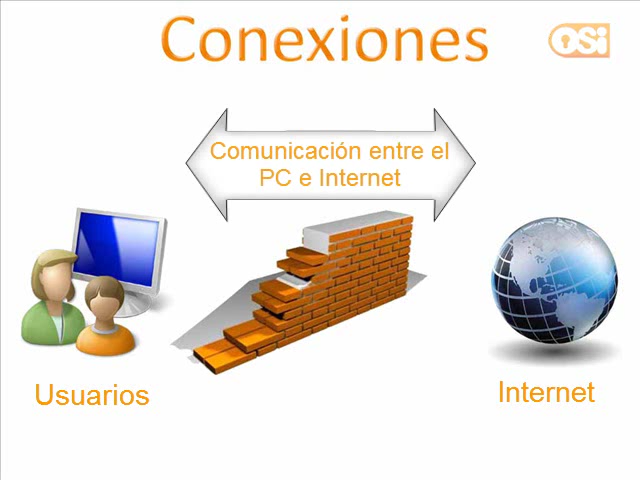 Conexiones
OSi
Comunicación entre el
PC e Internet
Usuarios
Internet